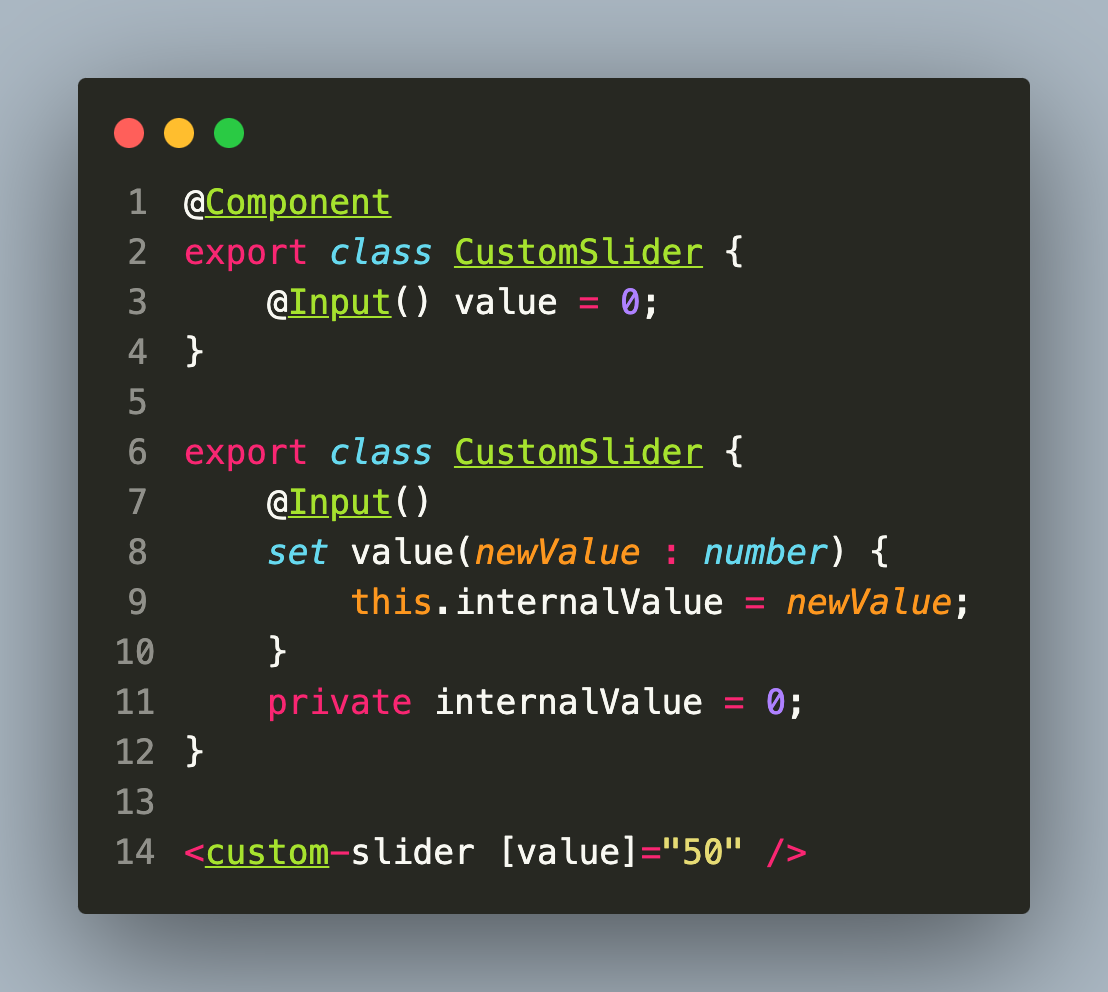 1 @Component
2 export class CustomSlider {
3     @Input() value = 0;
4 }
5
6 export class CustomSlider {
7     @Input()
8     set value(newValue : number) {
9         this.internalValue = newValue;
10     }
11     private internalValue = 0;
12 }
13
14 <custom-slider [value]="50" />